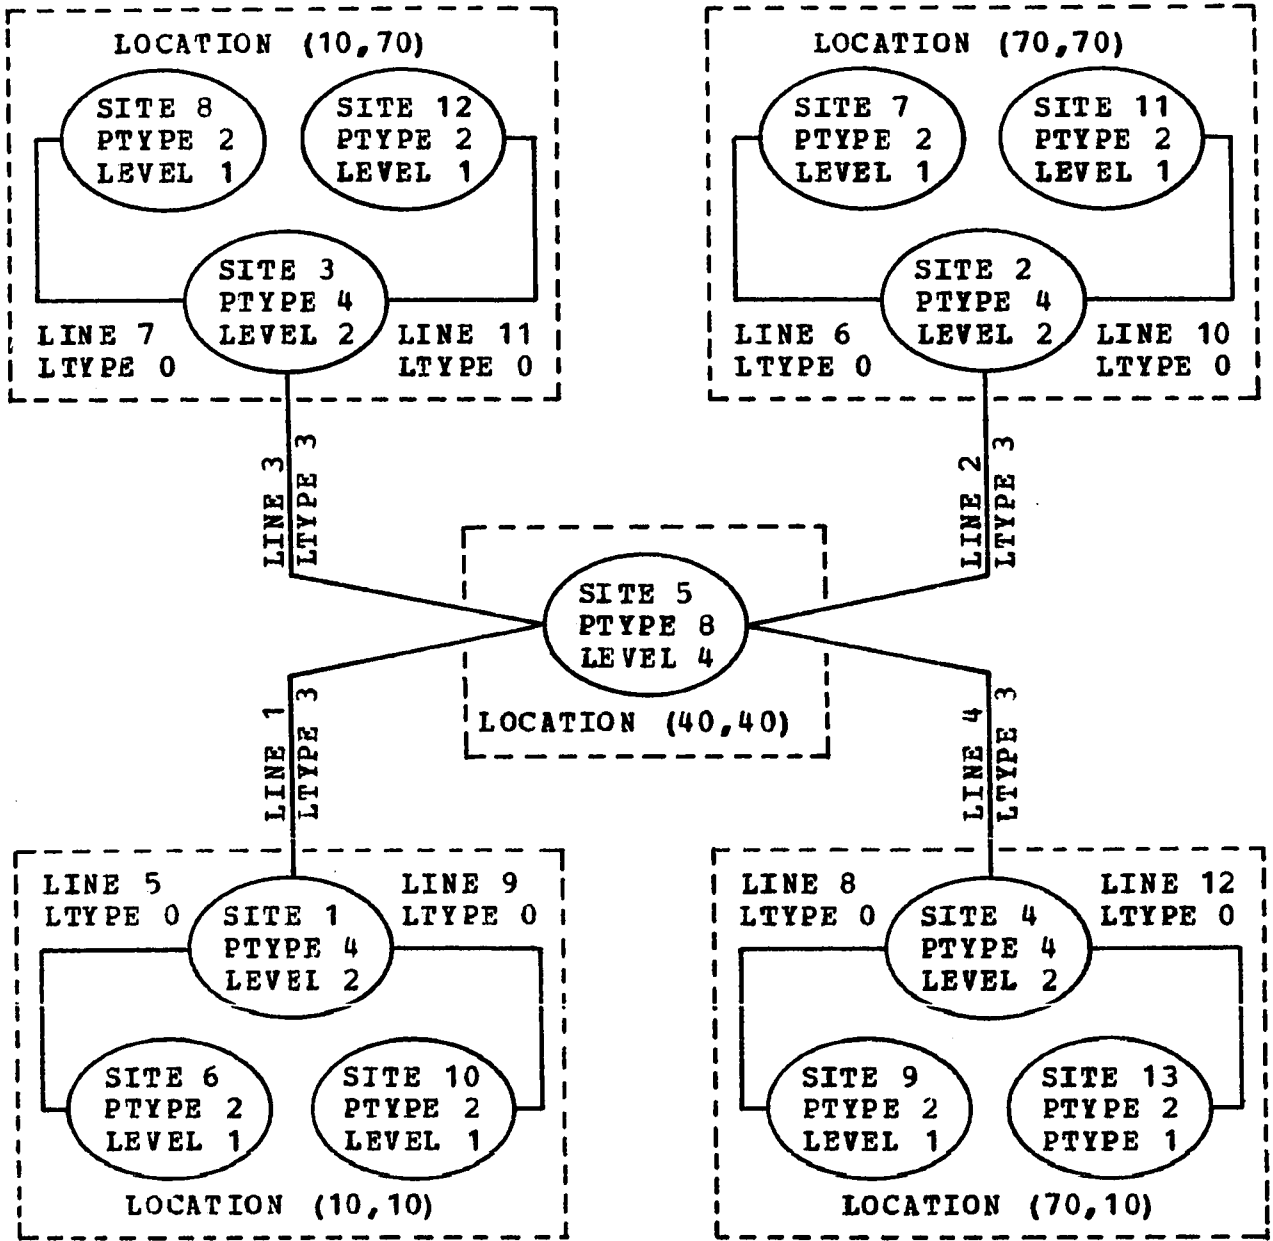 LOCATION (10,70)
SITE 8
PTYPE 2
LEVEL 1
SITE 12
PTYPE 2
LEVEL 1
SITE 3
PTYPE 4
LEVEL 2
LINE 7
LTYPE 0
LINE 11
LTYPE 0
LOCATION (70,70)
SITE 7
PTYPE 2
LEVEL 1
SITE 11
PTYPE 2
LEVEL 1
SITE 2
PTYPE 4
LEVEL 2
LINE 6
LTYPE 0
LINE 10
LTYPE 0
LINE 3
LTYPE 3
LINE 2
LTYPE 3
SITE 5
PTYPE 8
LEVEL 4
LOCATION (40,40)
LINE 1
LTYPE 3
LINE 4
LTYPE 3
LINE 5
LTYPE 0
LINE 9
LTYPE 0
SITE 1
PTYPE 4
LEVEL 2
SITE 6
PTYPE 2
LEVEL 1
SITE 10
PTYPE 2
LEVEL 1
LOCATION (10,10)
LINE 8
LTYPE 0
LINE 12
LTYPE 0
SITE 4
PTYPE 4
LEVEL 2
SITE 9
PTYPE 2
LEVEL 1
SITE 13
PTYPE 2
PTYPE 1
LOCATION (70,10)